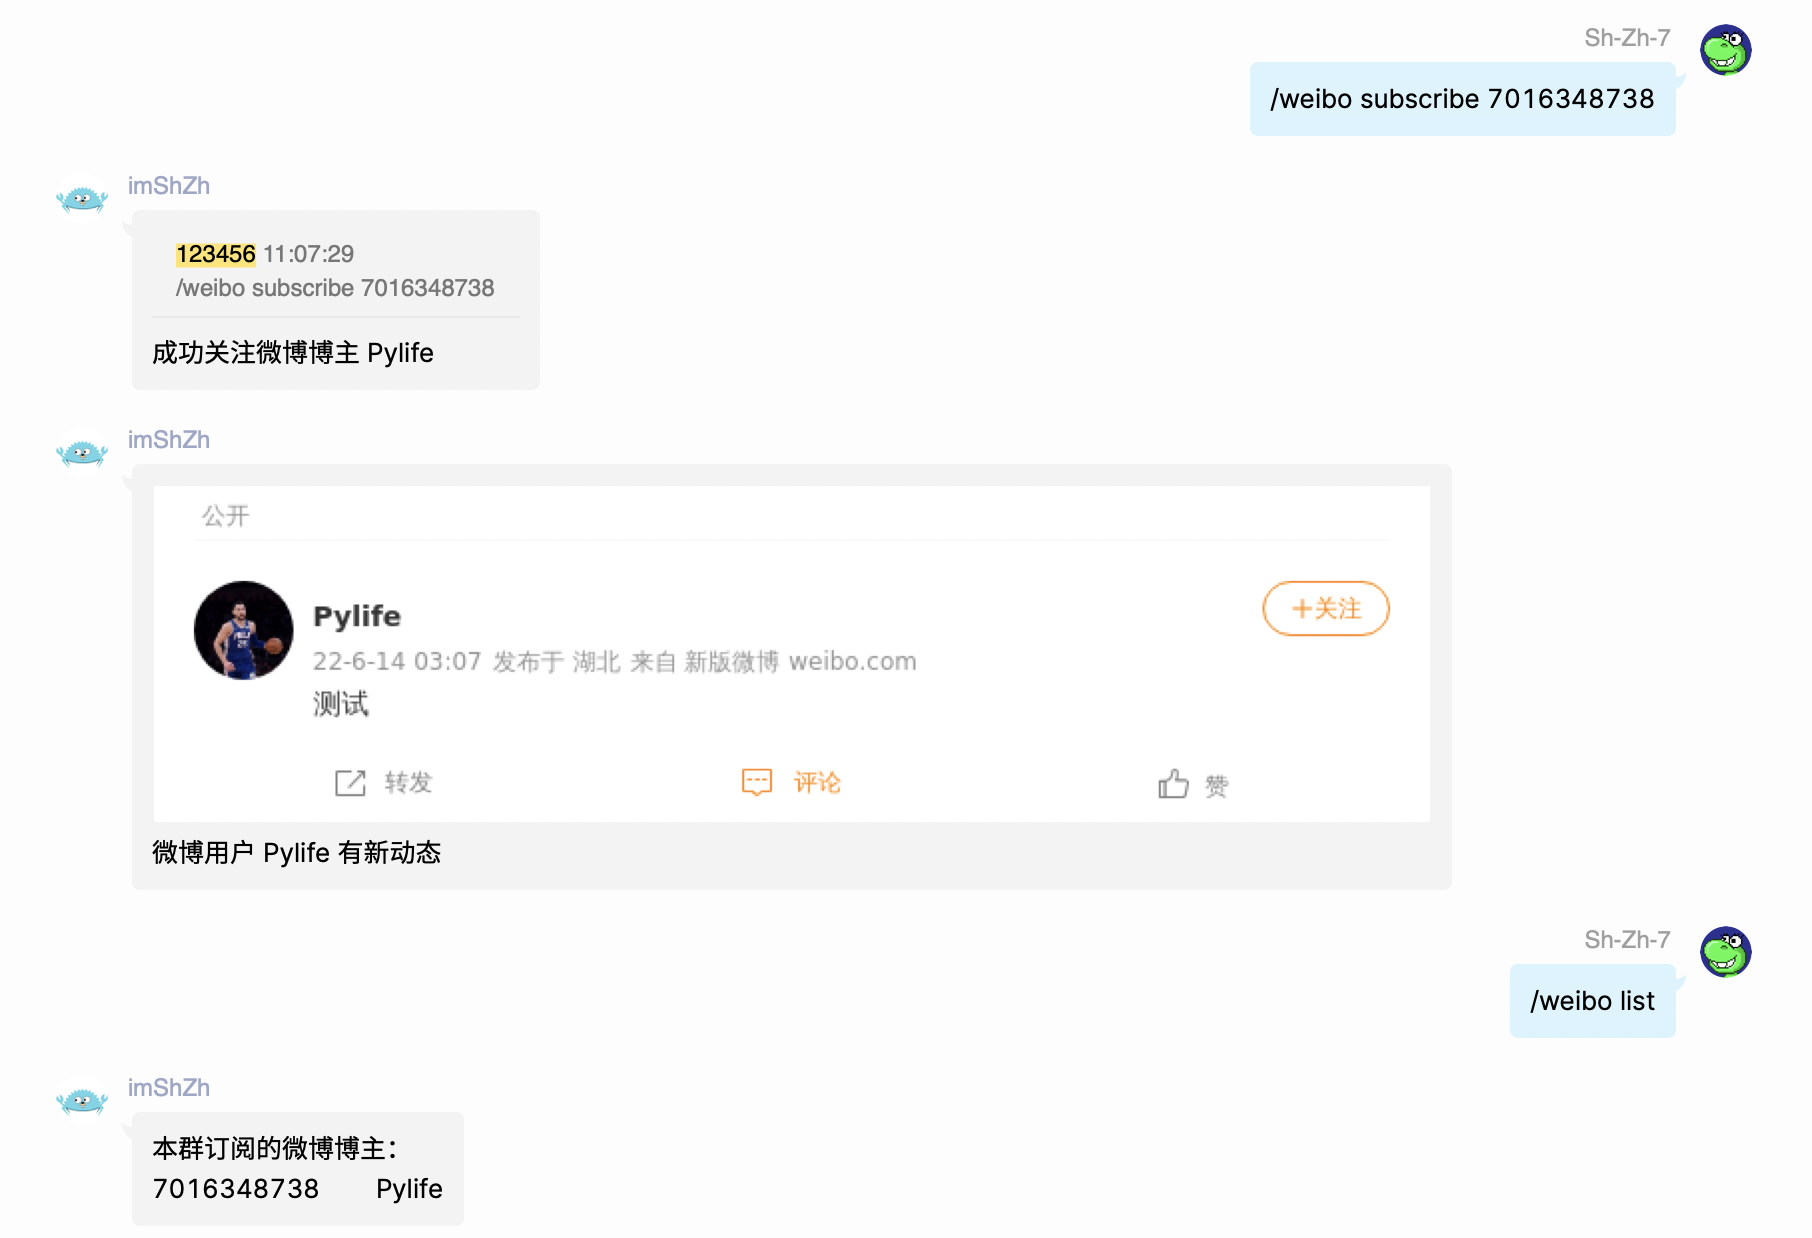 Sh-Zh-7
/weibo subscribe 7016348738
imShZh
123456 11:07:29
/weibo subscribe 7016348738
成功关注微博博主 Pylife
imShZh
公开
Pylife
+关注
22-6-14 03:07 发布于 湖北 来自 新版微博 weibo.com
测试
转发 评论 赞
微博用户 Pylife 有新动态
Sh-Zh-7
/weibo list
imShZh
本群订阅的微博博主：
7016348738 Pylife